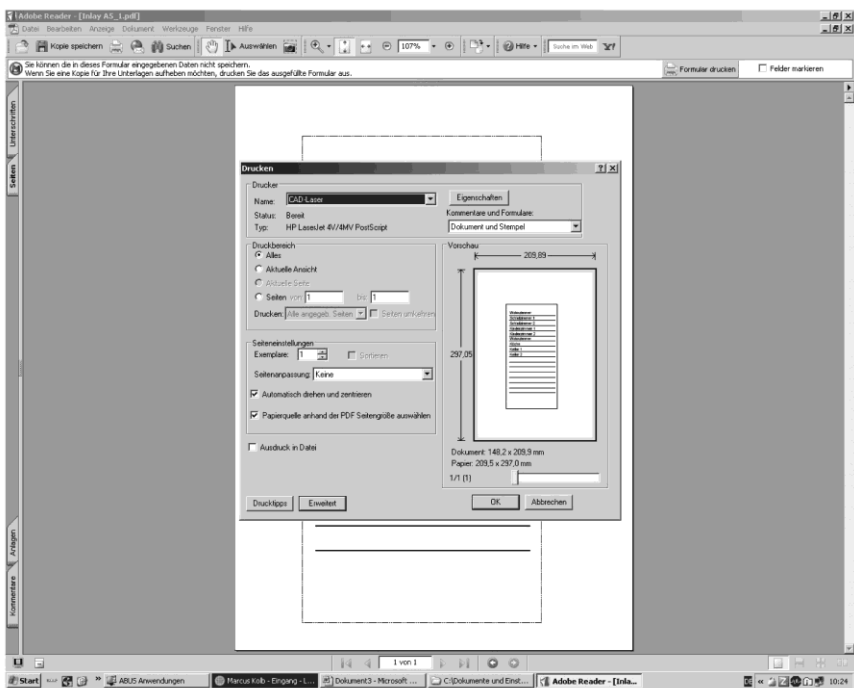 Adobe Reader - [Inlay AS_1.pdf]
Datei Bearbeiten Anzeige Dokument Werkzeuge Fenster Hilfe
Kopie speichern Suchen Auswählen 107% Hilfe Suche im Web Y!
Sie können die in dieses Formular eingegebenen Daten nicht speichern.
Wenn Sie eine Kopie für Ihre Unterlagen aufheben möchten, drucken Sie das ausgefüllte Formular aus.
Formular drucken Felder markieren
Unterschriften
Seiten
Anlagen
Kommentare
Drucken
Drucker
Name: CAD-Laser
Status: Bereit
Typ: HP LaserJet 4V/4MV PostScript
Eigenschaften
Kommentare und Formulare:
Dokument und Stempel
Druckbereich
Alles
Aktuelle Ansicht
Aktuelle Seite
Seiten von: 1 bis: 1
Drucken: Alle angegeb. Seiten Seiten umkehren
Seiteneinstellungen
Exemplare: 1 Sortieren
Seitenanpassung: Keine
Automatisch drehen und zentrieren
Papierquelle anhand der PDF Seitengröße auswählen
Ausdruck in Datei
Vorschau
209,89
297,05
Dokument: 148,2 x 209,9 mm
Papier: 209,5 x 297,0 mm
1/1 (1)
Drucktipps Erweitert OK Abbrechen
1 von 1
Start ABUS Anwendungen Marcus Kolb - Eingang - L... Dokument3 - Microsoft ... C:\Dokumente und Einst... Adobe Reader - [Inla... DE 10:24